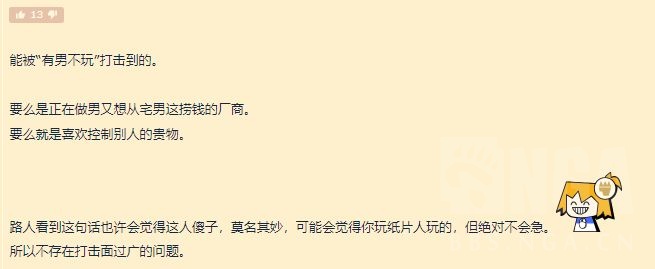 13
能被“有男不玩”打击到的。
要么是正在做男又想从宅男这捞钱的厂商。
要么就是喜欢控制别人的贵物。
路人看到这句话也许会觉得这人傻子，莫名其妙，可能会觉得你玩纸片人玩的，但绝对不会急。
所以不存在打击面过广的问题。